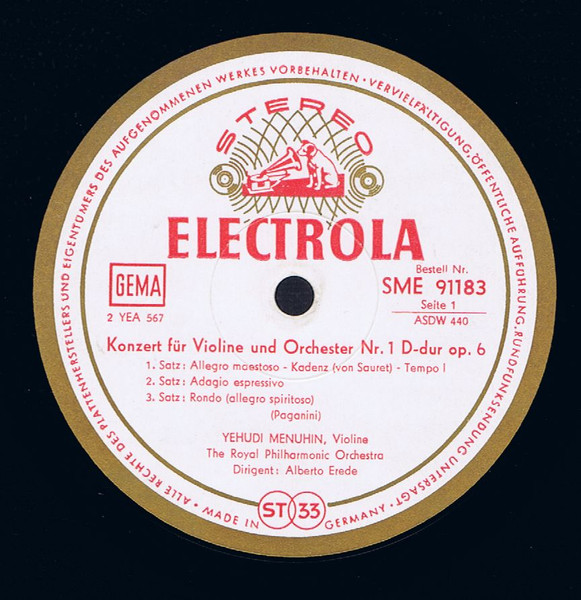 ALLE RECHTE DES PLATTENHERSTELLERS UND EIGENTUMERS DES AUFGENOMMENEN WERKES VORBEHALTEN · VERVIELFÄLTIGUNG, ÖFFENTLICHE AUFFÜHRUNG, RUNDFUNKSENDUNG UNTERSAGT ·
STEREO
ELECTROLA
GEMA
2 YEA 567
Bestell Nr.
SME 91183
Seite 1
ASDW 440
Konzert für Violine und Orchester Nr. 1 D-dur op. 6
1. Satz: Allegro maestoso - Kadenz (von Sauret) - Tempo I
2. Satz: Adagio espressivo
3. Satz: Rondo (allegro spiritoso)
(Paganini)
YEHUDI MENUHIN, Violine
The Royal Philharmonic Orchestra
Dirigent: Alberto Erede
MADE IN GERMANY
ST 33